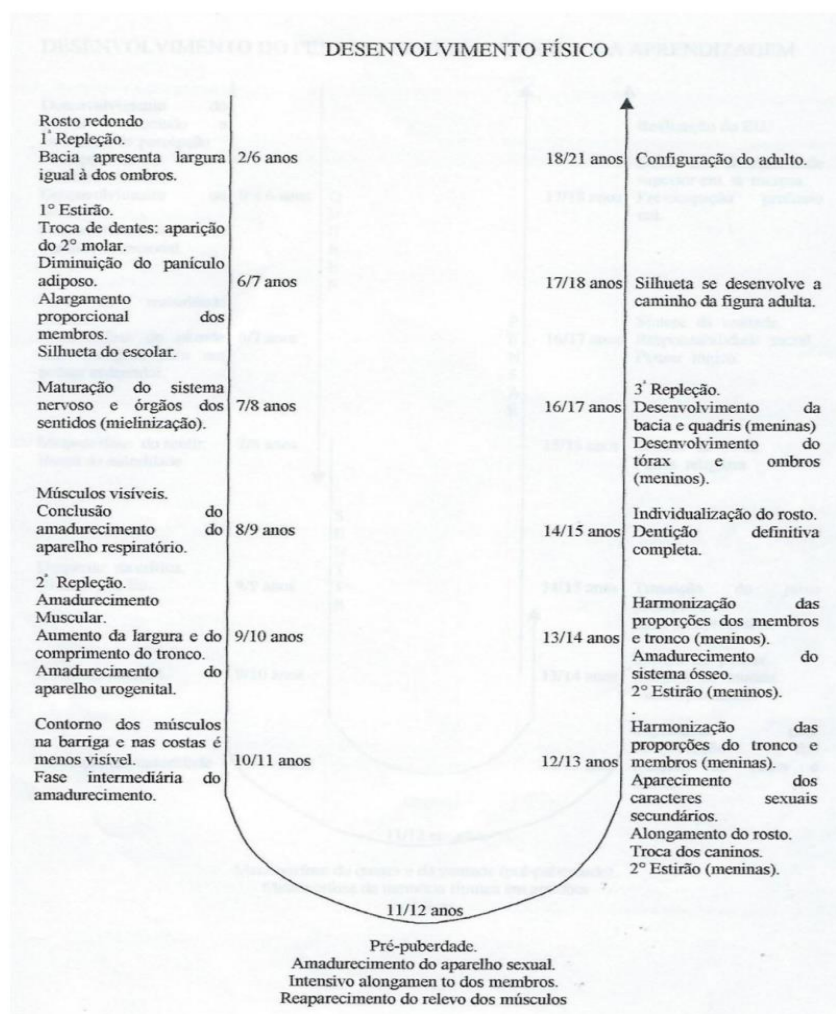 DESENVOLVIMENTO FÍSICO
Rosto redondo
1ª Repleção.
Bacia apresenta largura
igual à dos ombros.
2/6 anos
1° Estirão.
Troca de dentes: aparição
do 2° molar.
Diminuição do panículo
adiposo.
Alargamento
proporcional dos
membros.
Silhueta do escolar.
6/7 anos
Maturação do sistema
nervoso e órgãos dos
sentidos (mielinização).
7/8 anos
Músculos visíveis.
Conclusão do
amadurecimento do
aparelho respiratório.
8/9 anos
2ª Repleção.
Amadurecimento
Muscular.
Aumento da largura e do
comprimento do tronco.
Amadurecimento do
aparelho urogenital.
9/10 anos
Contorno dos músculos
na barriga e nas costas é
menos visível.
Fase intermediária do
amadurecimento.
10/11 anos
11/12 anos
Pré-puberdade.
Amadurecimento do aparelho sexual.
Intensivo alongamen to dos membros.
Reaparecimento do relevo dos músculos
12/13 anos
Harmonização das
proporções do tronco e
membros (meninas).
Aparecimento dos
caracteres sexuais
secundários.
Alongamento do rosto.
Troca dos caninos.
2° Estirão (meninas).
13/14 anos
Harmonização das
proporções dos membros
e tronco (meninos).
Amadurecimento do
sistema ósseo.
2° Estirão (meninos).
.
14/15 anos
Individualização do rosto.
Dentição definitiva
completa.
16/17 anos
3ª Repleção.
Desenvolvimento da
bacia e quadris (meninas)
Desenvolvimento do
tórax e ombros
(meninos).
17/18 anos
Silhueta se desenvolve a
caminho da figura adulta.
18/21 anos
Configuração do adulto.